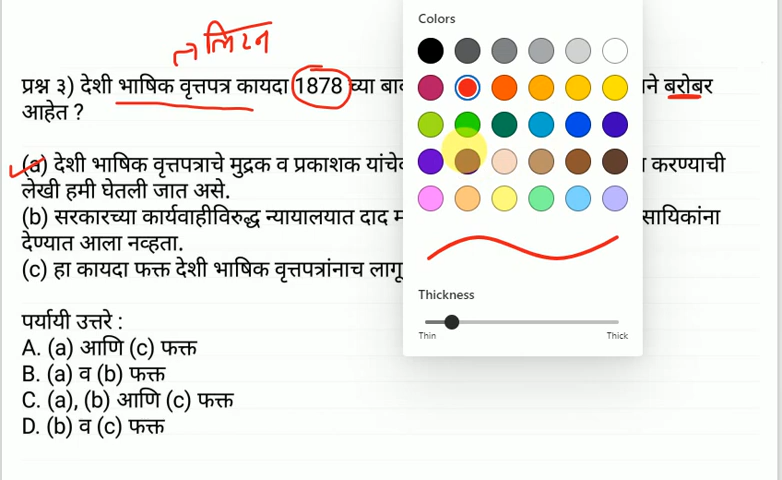 → लिटन
प्रश्न ३) देशी भाषिक वृत्तपत्र कायदा 1878 च्या बाब ने बरोबर
आहेत ?
(a) देशी भाषिक वृत्तपत्राचे मुद्रक व प्रकाशक यांचे करण्याची
लेखी हमी घेतली जात असे.
(b) सरकारच्या कार्यवाहीविरुद्ध न्यायालयात दाद सायिकांना
देण्यात आला नव्हता.
(c) हा कायदा फक्त देशी भाषिक वृत्तपत्रांनाच लागू
पर्यायी उत्तरे :
A. (a) आणि (c) फक्त
B. (a) व (b) फक्त
C. (a), (b) आणि (c) फक्त
D. (b) व (c) फक्त
Colors
Thickness
Thin Thick